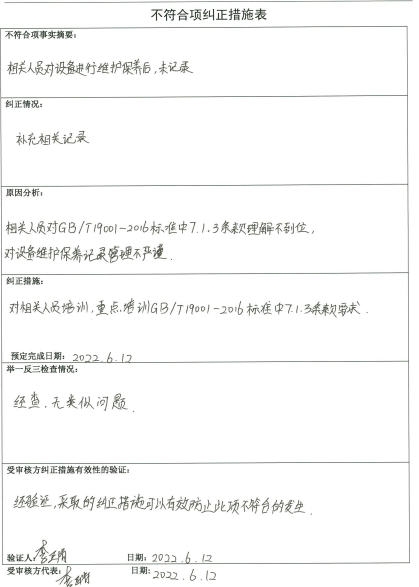 不符合项纠正措施表
不符合项事实摘要：
相关人员对设备进行维护保养后，未记录
纠正情况：
补充相关记录
原因分析：
相关人员对GB/T19001-2016标准中7.1.3条款理解不到位，
对设备维护保养记录管理不严谨.
纠正措施：
对相关人员培训，重点培训GB/T19001-2016标准中7.1.3条款要求.
预定完成日期：2022.6.12
举一反三检查情况：
经查，无类似问题.
受审核方纠正措施有效性的验证：
经验证，采取的纠正措施可以有效防止此项不符合的发生.
验证人： 日期：2022.6.12
受审核方代表： 日期：2022.6.12